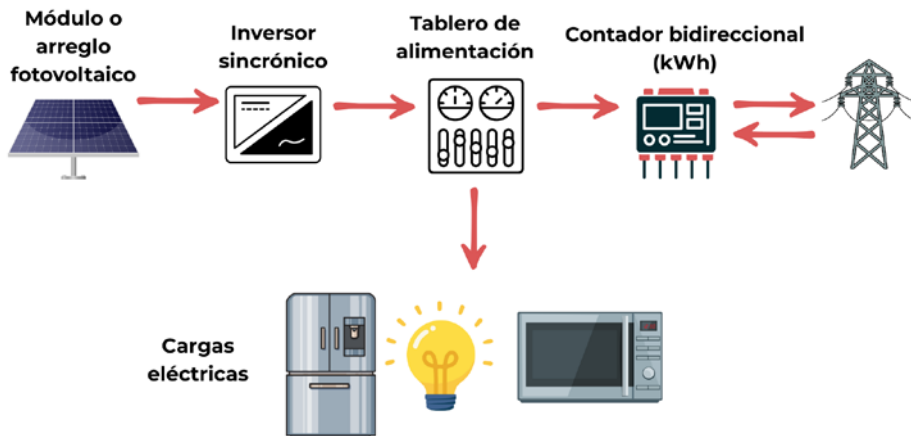 Módulo o
arreglo
fotovoltaico
Inversor
sincrónico
Tablero de
alimentación
Contador bidireccional
(kWh)
Cargas
eléctricas